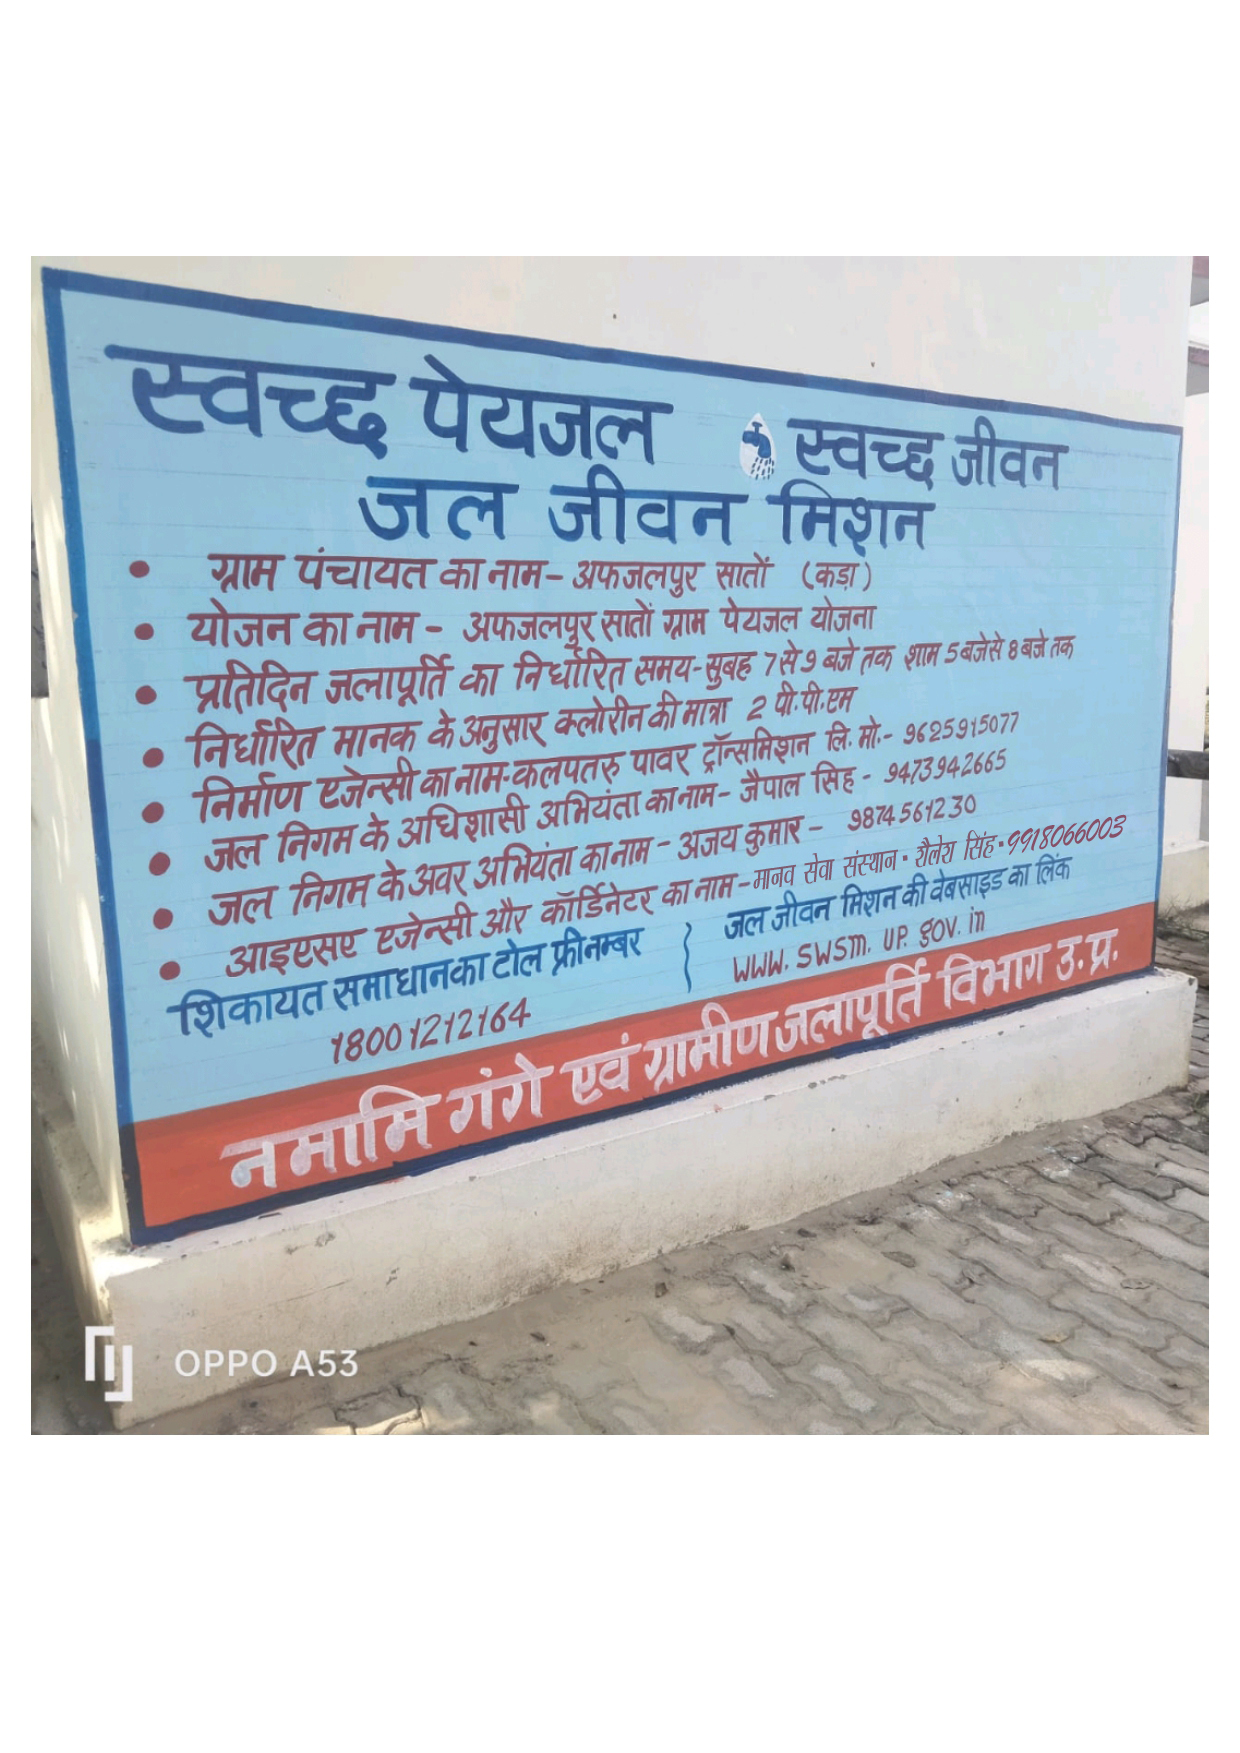 स्वच्छ पेयजल स्वच्छ जीवन
जल जीवन मिशन
• ग्राम पंचायत का नाम- अफजलपुर सातों (कड़ा)
• योजन का नाम - अफजलपुर सातों ग्राम पेयजल योजना
• प्रतिदिन जलापूर्ति का निर्धारित समय-सुबह 7 से 9 बजे तक शाम 5 बजे से 8 बजे तक
• निर्धारित मानक के अनुसार क्लोरीन की मात्रा 2 पी.पी.एम
• निर्माण एजेन्सी का नाम-कलपतरु पावर ट्रॉन्समिशन लि. मो.- 9625915077
• जल निगम के अधिशासी अभियंता का नाम- जैपाल सिह - 9473942665
• जल निगम के अवर अभियंता का नाम - अजय कुमार - 9874561230
• आइएसए एजेन्सी और कॉर्डिनेटर का नाम -मानव सेवा संस्थान - शैलेश सिंह-9918066003
शिकायत समाधान का टोल फ्री नम्बर
18001212164
जल जीवन मिशन की वेबसाइड का लिंक
www.swsm.up.gov.in
नमामि गंगे एवं ग्रामीण जलापूर्ति विभाग उ.प्र.
OPPO A53